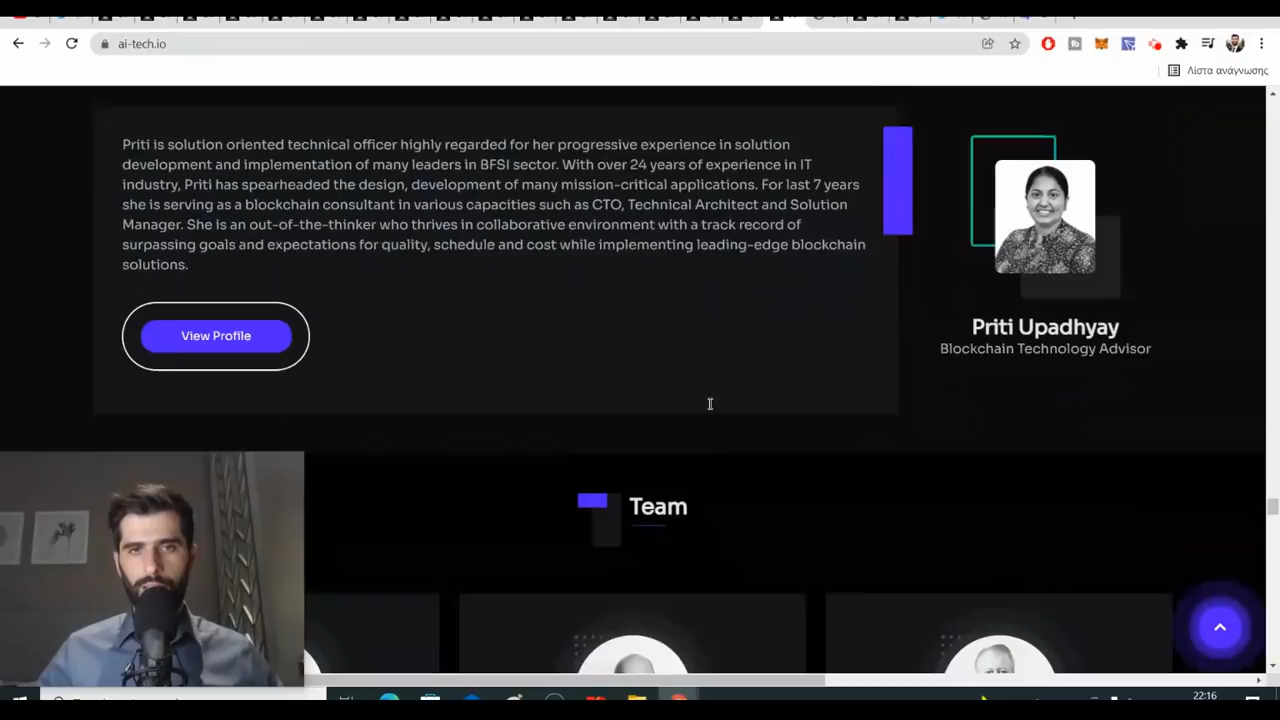 ai-tech.io
Λίστα ανάγνωσης
Priti is solution oriented technical officer highly regarded for her progressive experience in solution
development and implementation of many leaders in BFSI sector. With over 24 years of experience in IT
industry, Priti has spearheaded the design, development of many mission-critical applications. For last 7 years
she is serving as a blockchain consultant in various capacities such as CTO, Technical Architect and Solution
Manager. She is an out-of-the-thinker who thrives in collaborative environment with a track record of
surpassing goals and expectations for quality, schedule and cost while implementing leading-edge blockchain
solutions.
View Profile
Priti Upadhyay
Blockchain Technology Advisor
Team
22:16